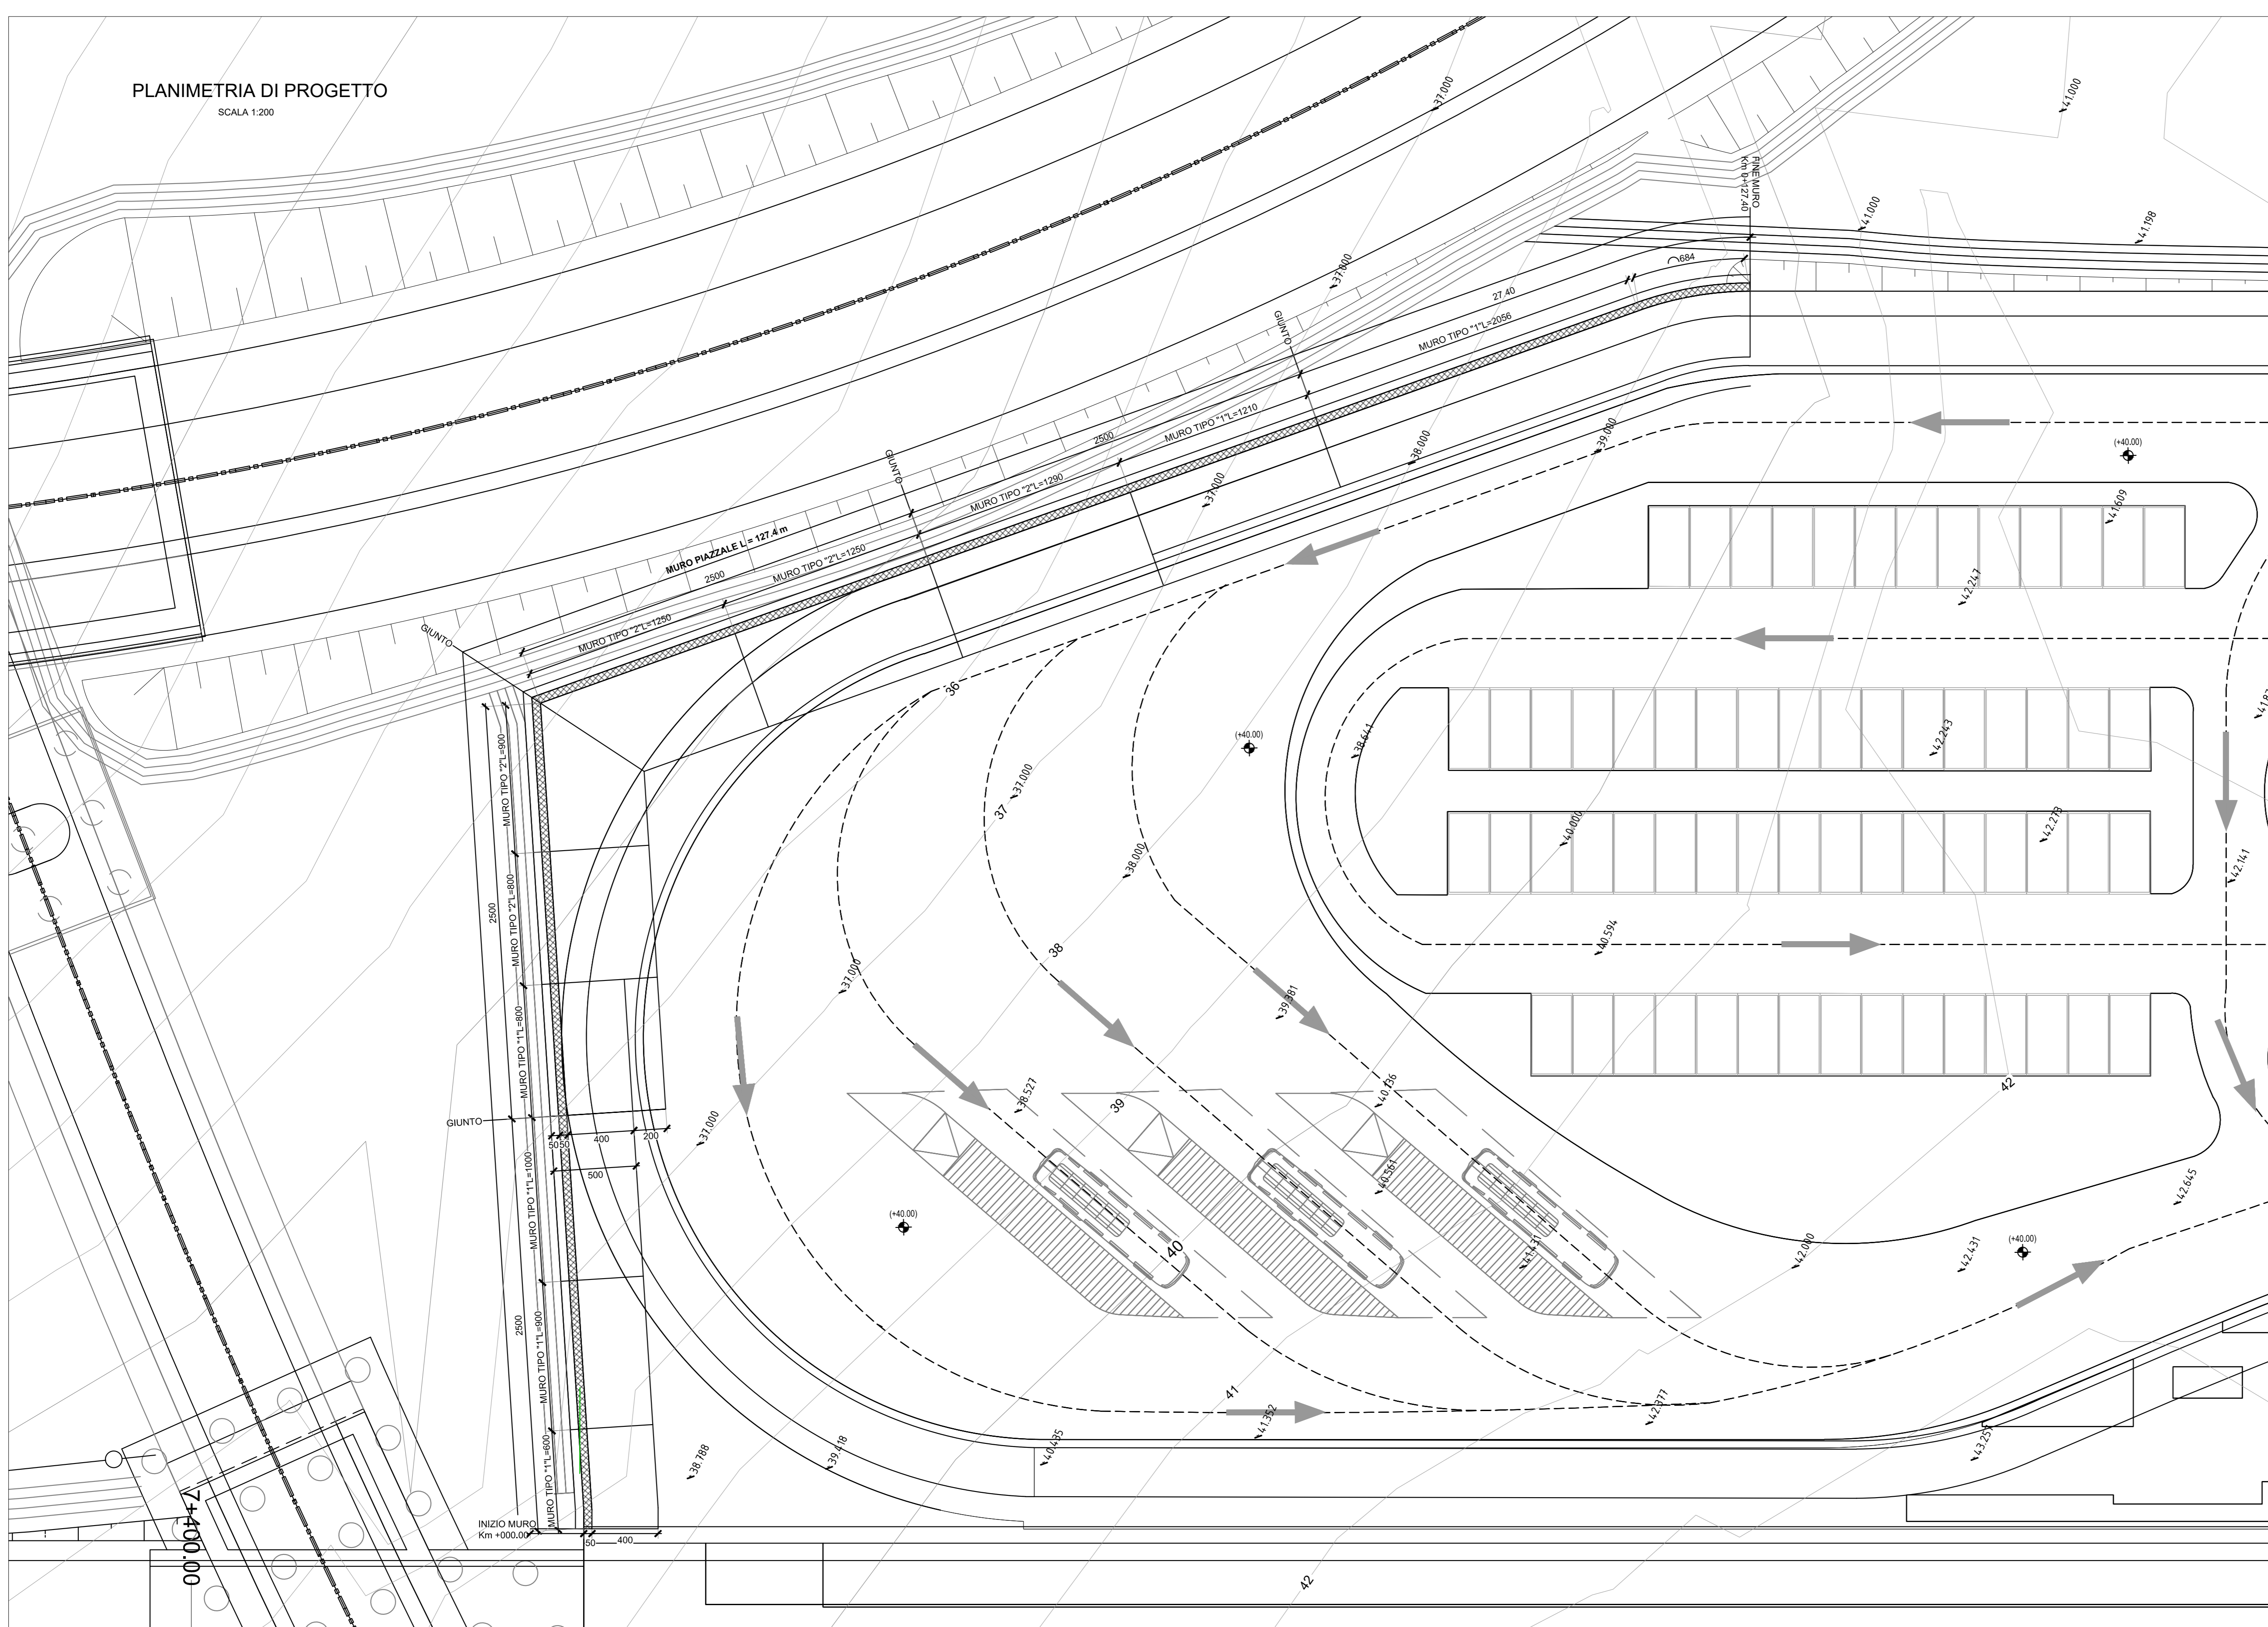 PLANIMETRIA DI PROGETTO
SCALA 1:200
37.000
41.000
FINE MURO
Km 0+127.40
41.000
41.198
37.000
684
27.40
GIUNTO
MURO TIPO "1"L=2056
MURO TIPO "1"L=1210
2500
38.000
39.000
(+40.00)
GIUNTO
MURO TIPO "2"L=1290
37.000
41.609
MURO PIAZZALE L = 127.4 m
2500
MURO TIPO "2"L=1250
42.247
GIUNTO
MURO TIPO "2"L=1250
36
(+40.00)
38.641
42.243
MURO TIPO "2"L=900
37.000
37
40.000
42.273
38.000
42.141
2500
MURO TIPO "2"L=800
38
40.594
37.000
39.381
MURO TIPO "1"L=800
GIUNTO
38.527
39
40.136
42
37.000
50
50
400
200
500
MURO TIPO "1"L=1000
40.561
42.645
(+40.00)
40
41.431
42.000
42.431
(+40.00)
2500
MURO TIPO "1"L=900
41
41.352
42.377
38.788
39.418
40.435
43.257
MURO TIPO "1"L=600
INIZIO MURO
Km +000.00
50
400
7+400.00
42